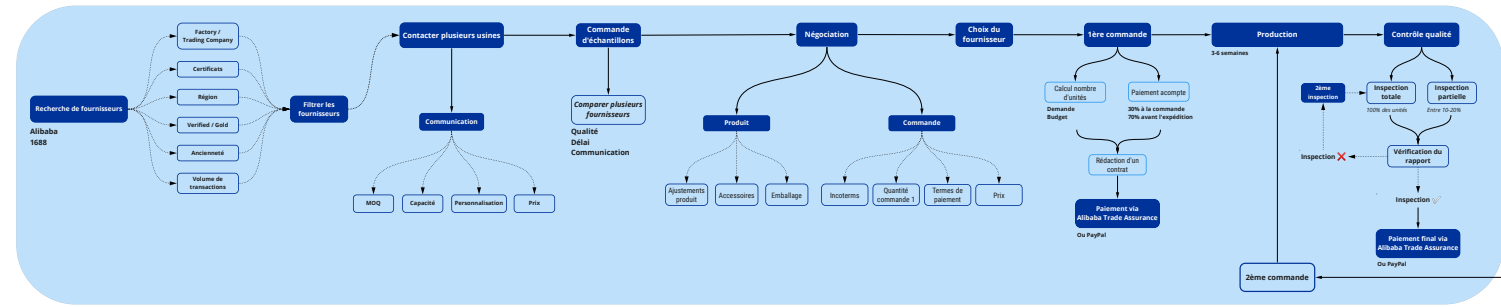 Recherche de fournisseurs
Alibaba
1688
Factory /
Trading Company
Certificats
Région
Verified / Gold
Ancienneté
Volume de
transactions
Filtrer les
fournisseurs
Contacter plusieurs usines
Communication
MOQ
Capacité
Personnalisation
Prix
Commande
d'échantillons
Comparer plusieurs
fournisseurs
Qualité
Délai
Communication
Négociation
Produit
Ajustements
produit
Accessoires
Emballage
Commande
Incoterms
Quantité
commande 1
Termes de
paiement
Prix
Choix du
fournisseur
1ère commande
Calcul nombre
d'unités
Demande
Budget
Paiement acompte
30% à la commande
70% avant l'expédition
Rédaction d'un
contrat
Paiement via
Alibaba Trade Assurance
Ou PayPal
Production
3-6 semaines
Contrôle qualité
2ème
inspection
Inspection
totale
100% des unités
Inspection
partielle
Entre 10-20%
Vérification du
rapport
Inspection ❌
Inspection
Paiement final via
Alibaba Trade Assurance
Ou PayPal
2ème commande